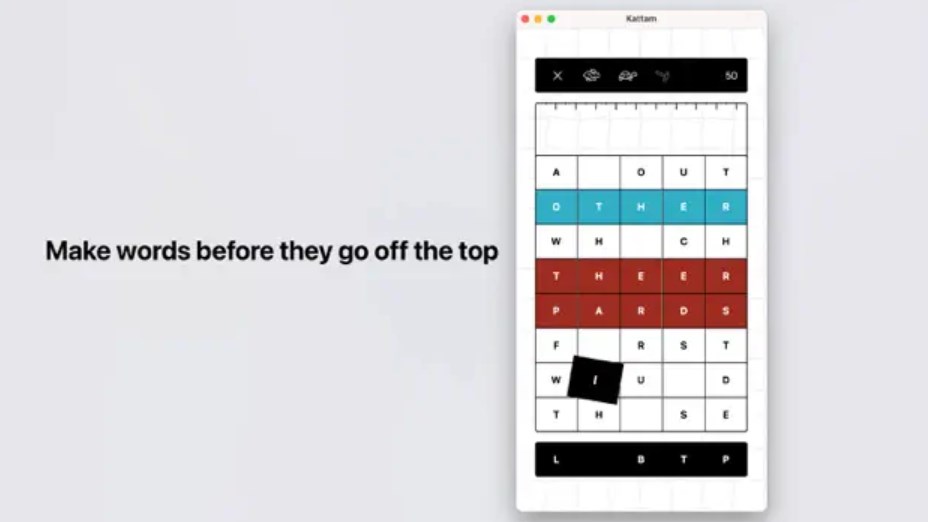 Kattam
50
A O U T
O T H E R
W H C H
T H E E R
P A R D S
F R S T
W I U D
T H S E
L B T P
Make words before they go off the top